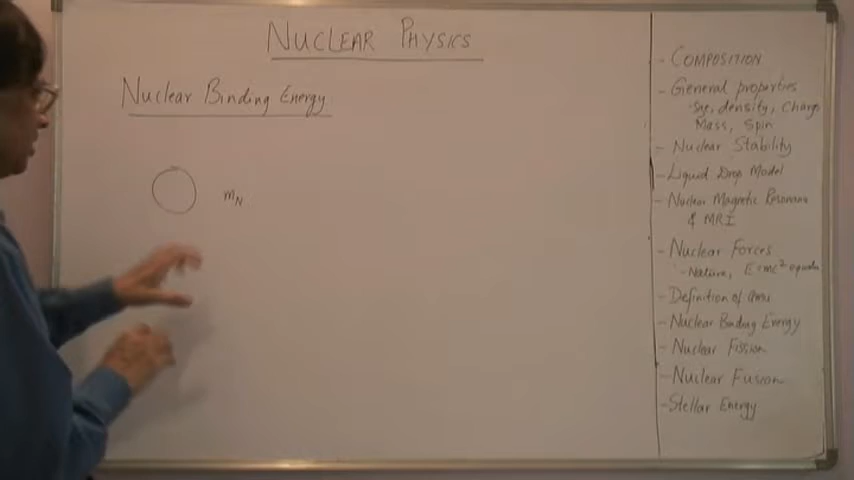 NUCLEAR PHYSICS
Nuclear Binding Energy
mN
- COMPOSITION
- General properties
- Size, density, Charge
Mass, Spin
- Nuclear Stability
- Liquid Drop Model
- Nuclear Magnetic Resonance
& MRI
- Nuclear Forces
- Nature, E=mc²
- Definition of amu
- Nuclear Binding Energy
- Nuclear Fission
- Nuclear Fusion
- Stellar Energy